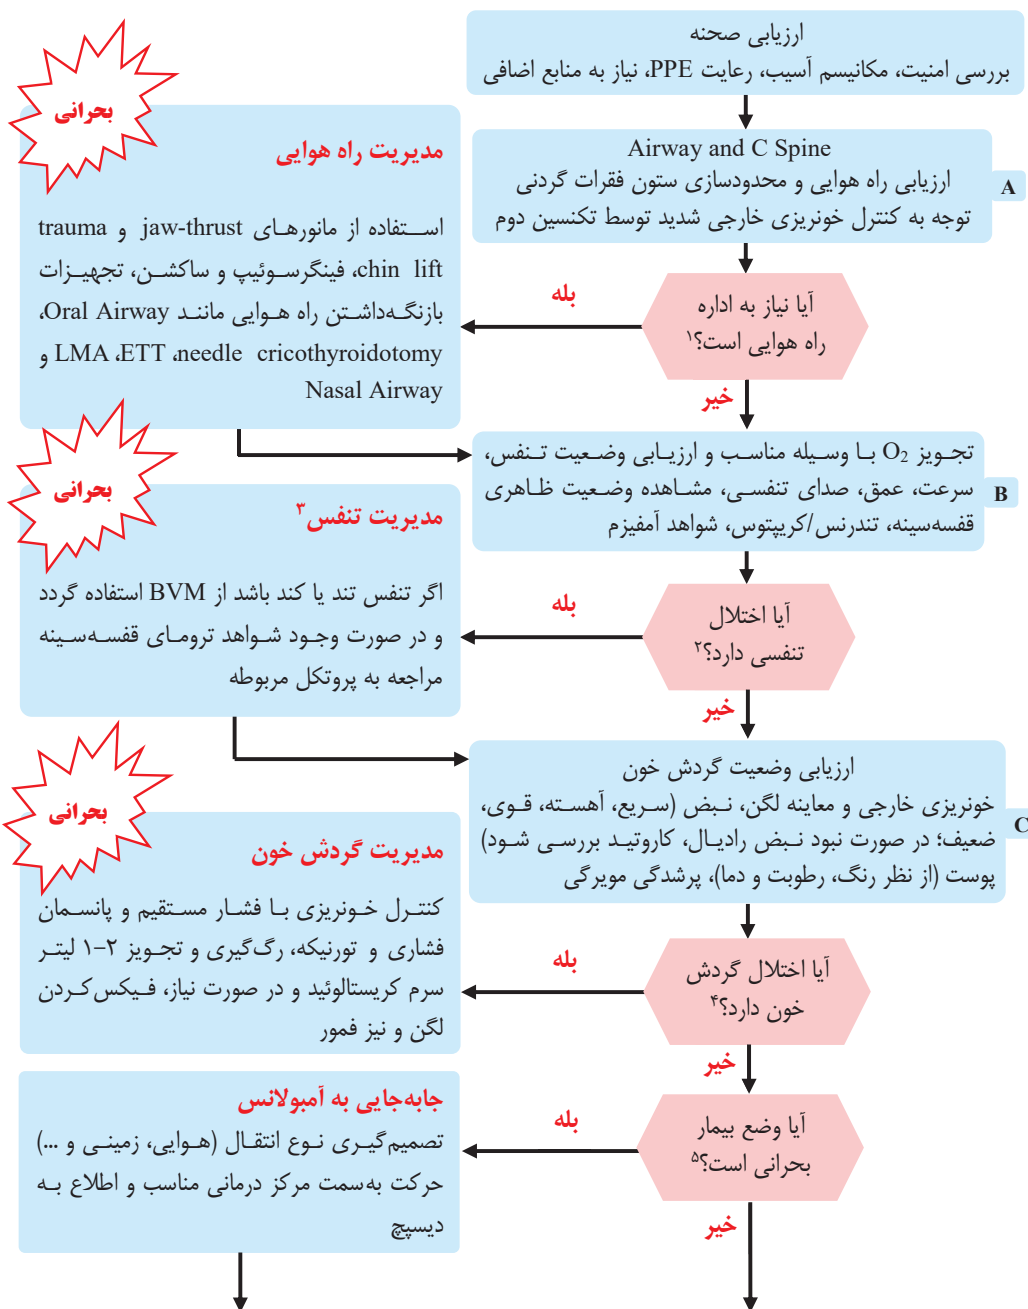 ارزیابی صحنه
بررسی امنیت، مکانیسم آسیب، رعایت PPE، نیاز به منابع اضافی
A
Airway and C Spine
ارزیابی راه هوایی و محدودسازی ستون فقرات گردنی
توجه به کنترل خونریزی خارجی شدید توسط تکنسین دوم
آیا نیاز به اداره
راه هوایی است؟۱
بله
خیر
بحرانی
مدیریت راه هوایی
استفاده از مانورهای jaw-thrust و trauma
chin lift، فینگرسوئیپ و ساکشن، تجهیزات
بازنگه‌داشتن راه هوایی مانند Oral Airway،
LMA ،ETT ،needle cricothyroidotomy و
Nasal Airway
B
تجویز O₂ با وسیله مناسب و ارزیابی وضعیت تنفس،
سرعت، عمق، صدای تنفسی، مشاهده وضعیت ظاهری
قفسه‌سینه، تندرنس/کریپتوس، شواهد آمفیزم
آیا اختلال
تنفسی دارد؟۲
بله
خیر
بحرانی
مدیریت تنفس۳
اگر تنفس تند یا کند باشد از BVM استفاده گردد
و در صورت وجود شواهد ترومای قفسه‌سینه
مراجعه به پروتکل مربوطه
C
ارزیابی وضعیت گردش خون
خونریزی خارجی و معاینه لگن، نبض (سریع، آهسته، قوی،
ضعیف؛ در صورت نبود نبض رادیال، کاروتید بررسی شود)
پوست (از نظر رنگ، رطوبت و دما)، پرشدگی مویرگی
آیا اختلال گردش
خون دارد؟۴
بله
خیر
بحرانی
مدیریت گردش خون
کنترل خونریزی با فشار مستقیم و پانسمان
فشاری و تورنیکه، رگ‌گیری و تجویز ۲–۱ لیتر
سرم کریستالوئید و در صورت نیاز، فیکس‌کردن
لگن و نیز فمور
آیا وضع بیمار
بحرانی است؟۵
بله
خیر
جابه‌جایی به آمبولانس
تصمیم‌گیری نوع انتقال (هوایی، زمینی و ...)
حرکت به‌سمت مرکز درمانی مناسب و اطلاع به
دیسپچ